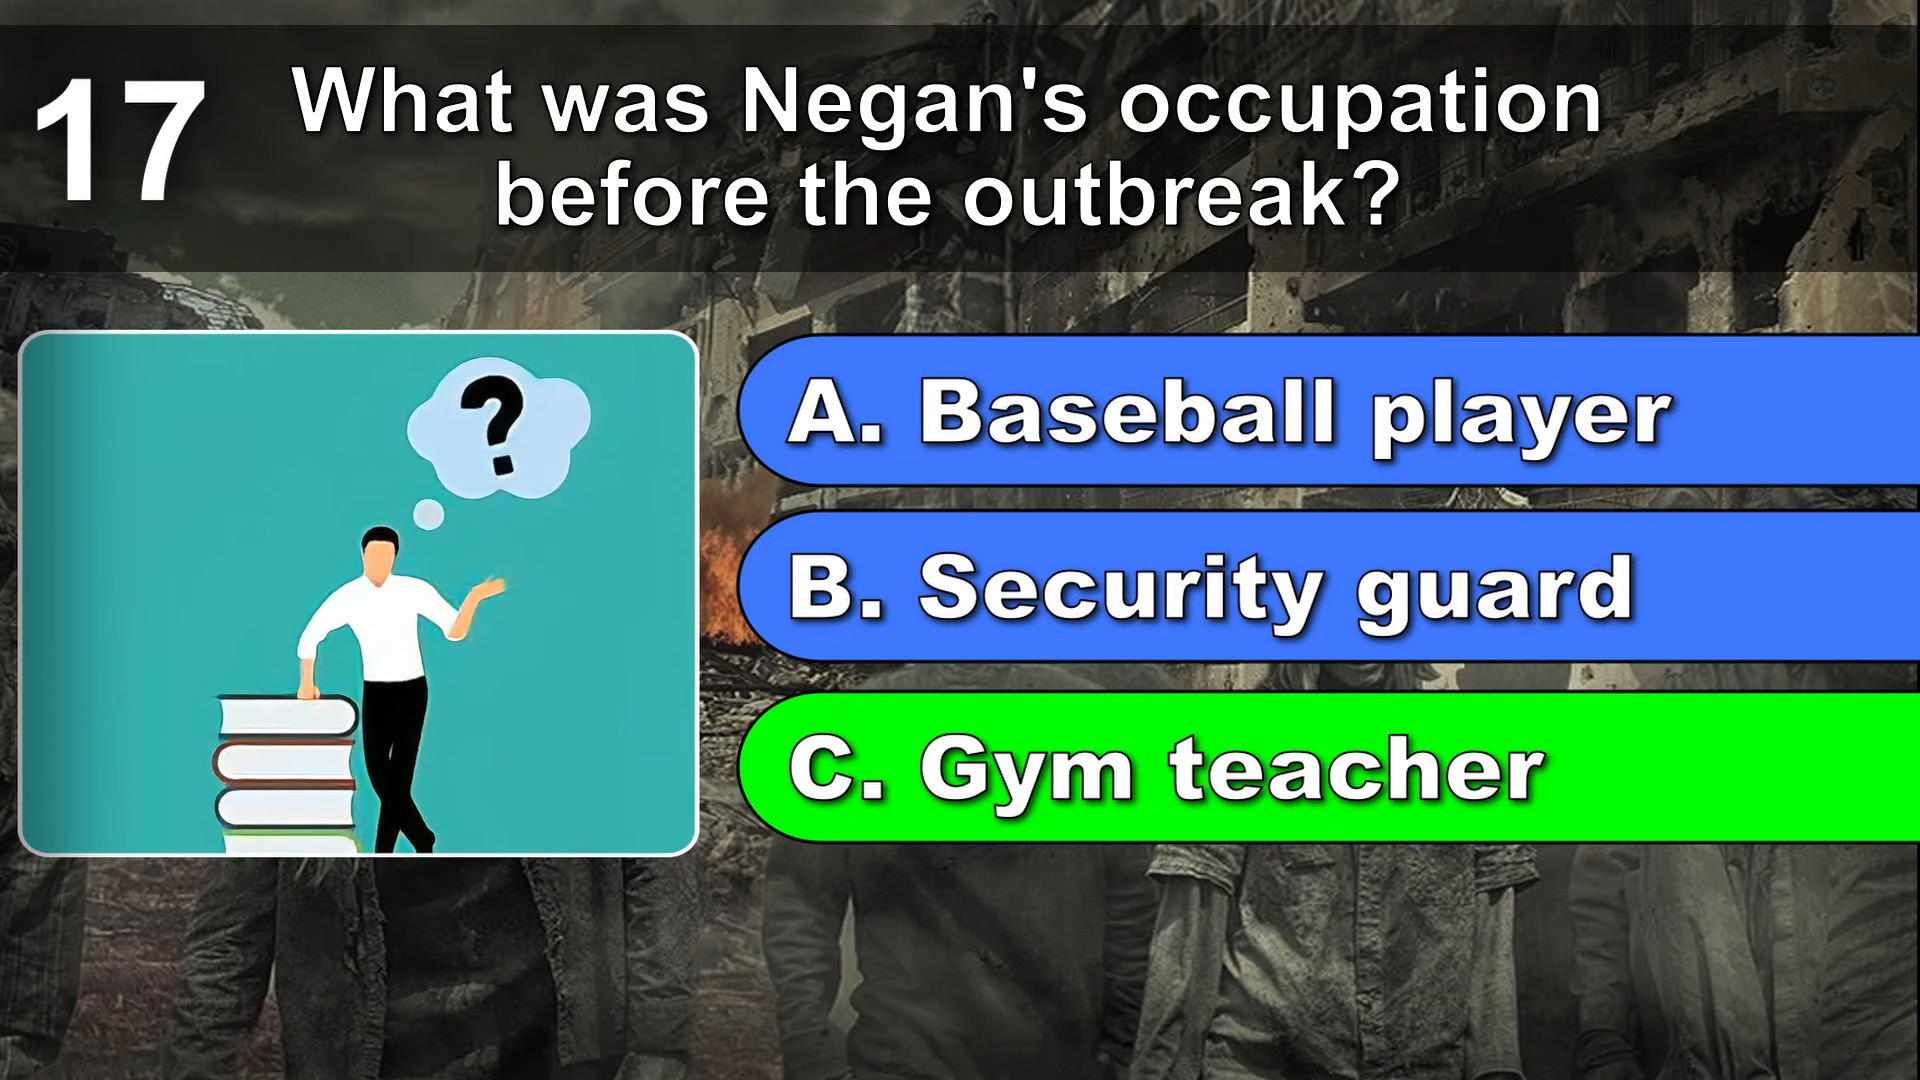 17
What was Negan's occupation
before the outbreak?
?
A. Baseball player
B. Security guard
C. Gym teacher